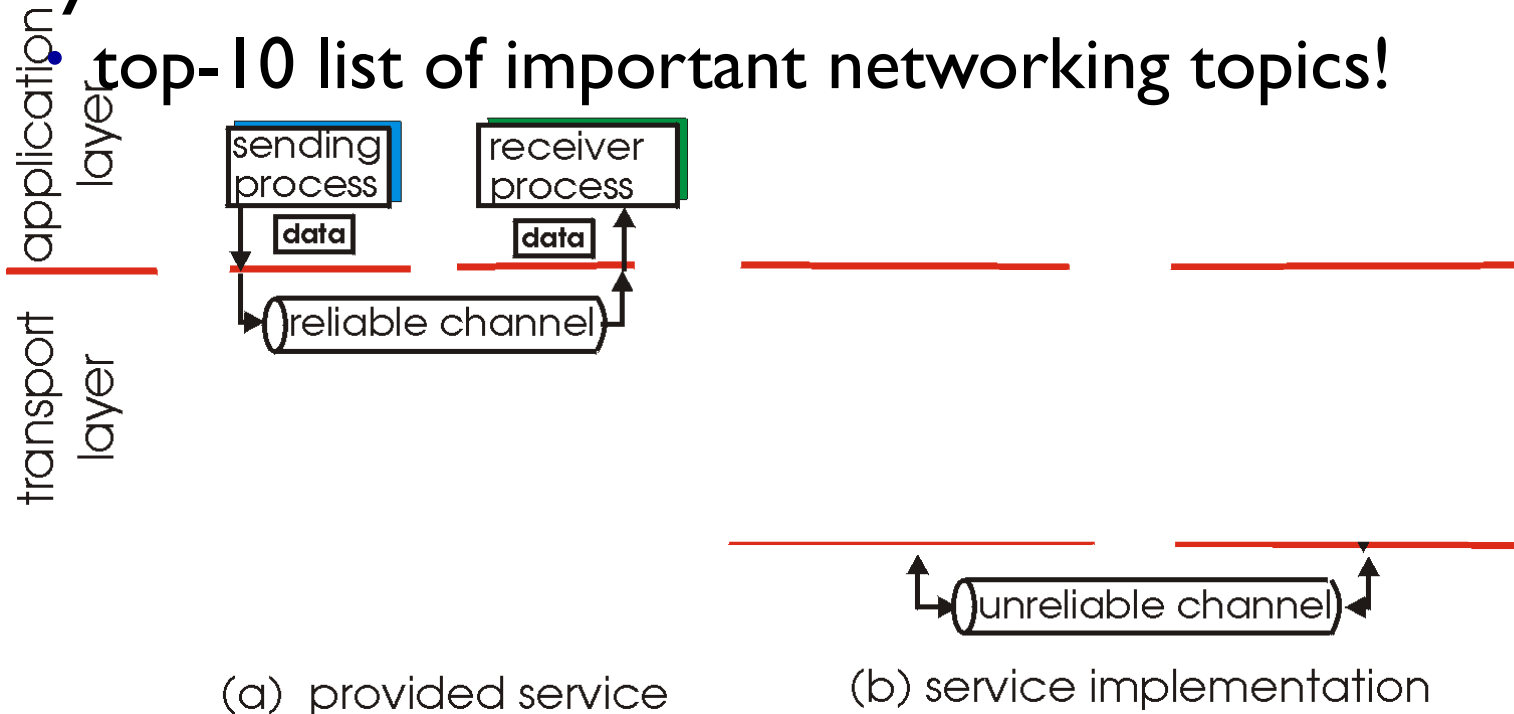 • top-10 list of important networking topics!
application
layer
sending
process
receiver
process
data
data
reliable channel
transport
layer
unreliable channel
(a) provided service
(b) service implementation